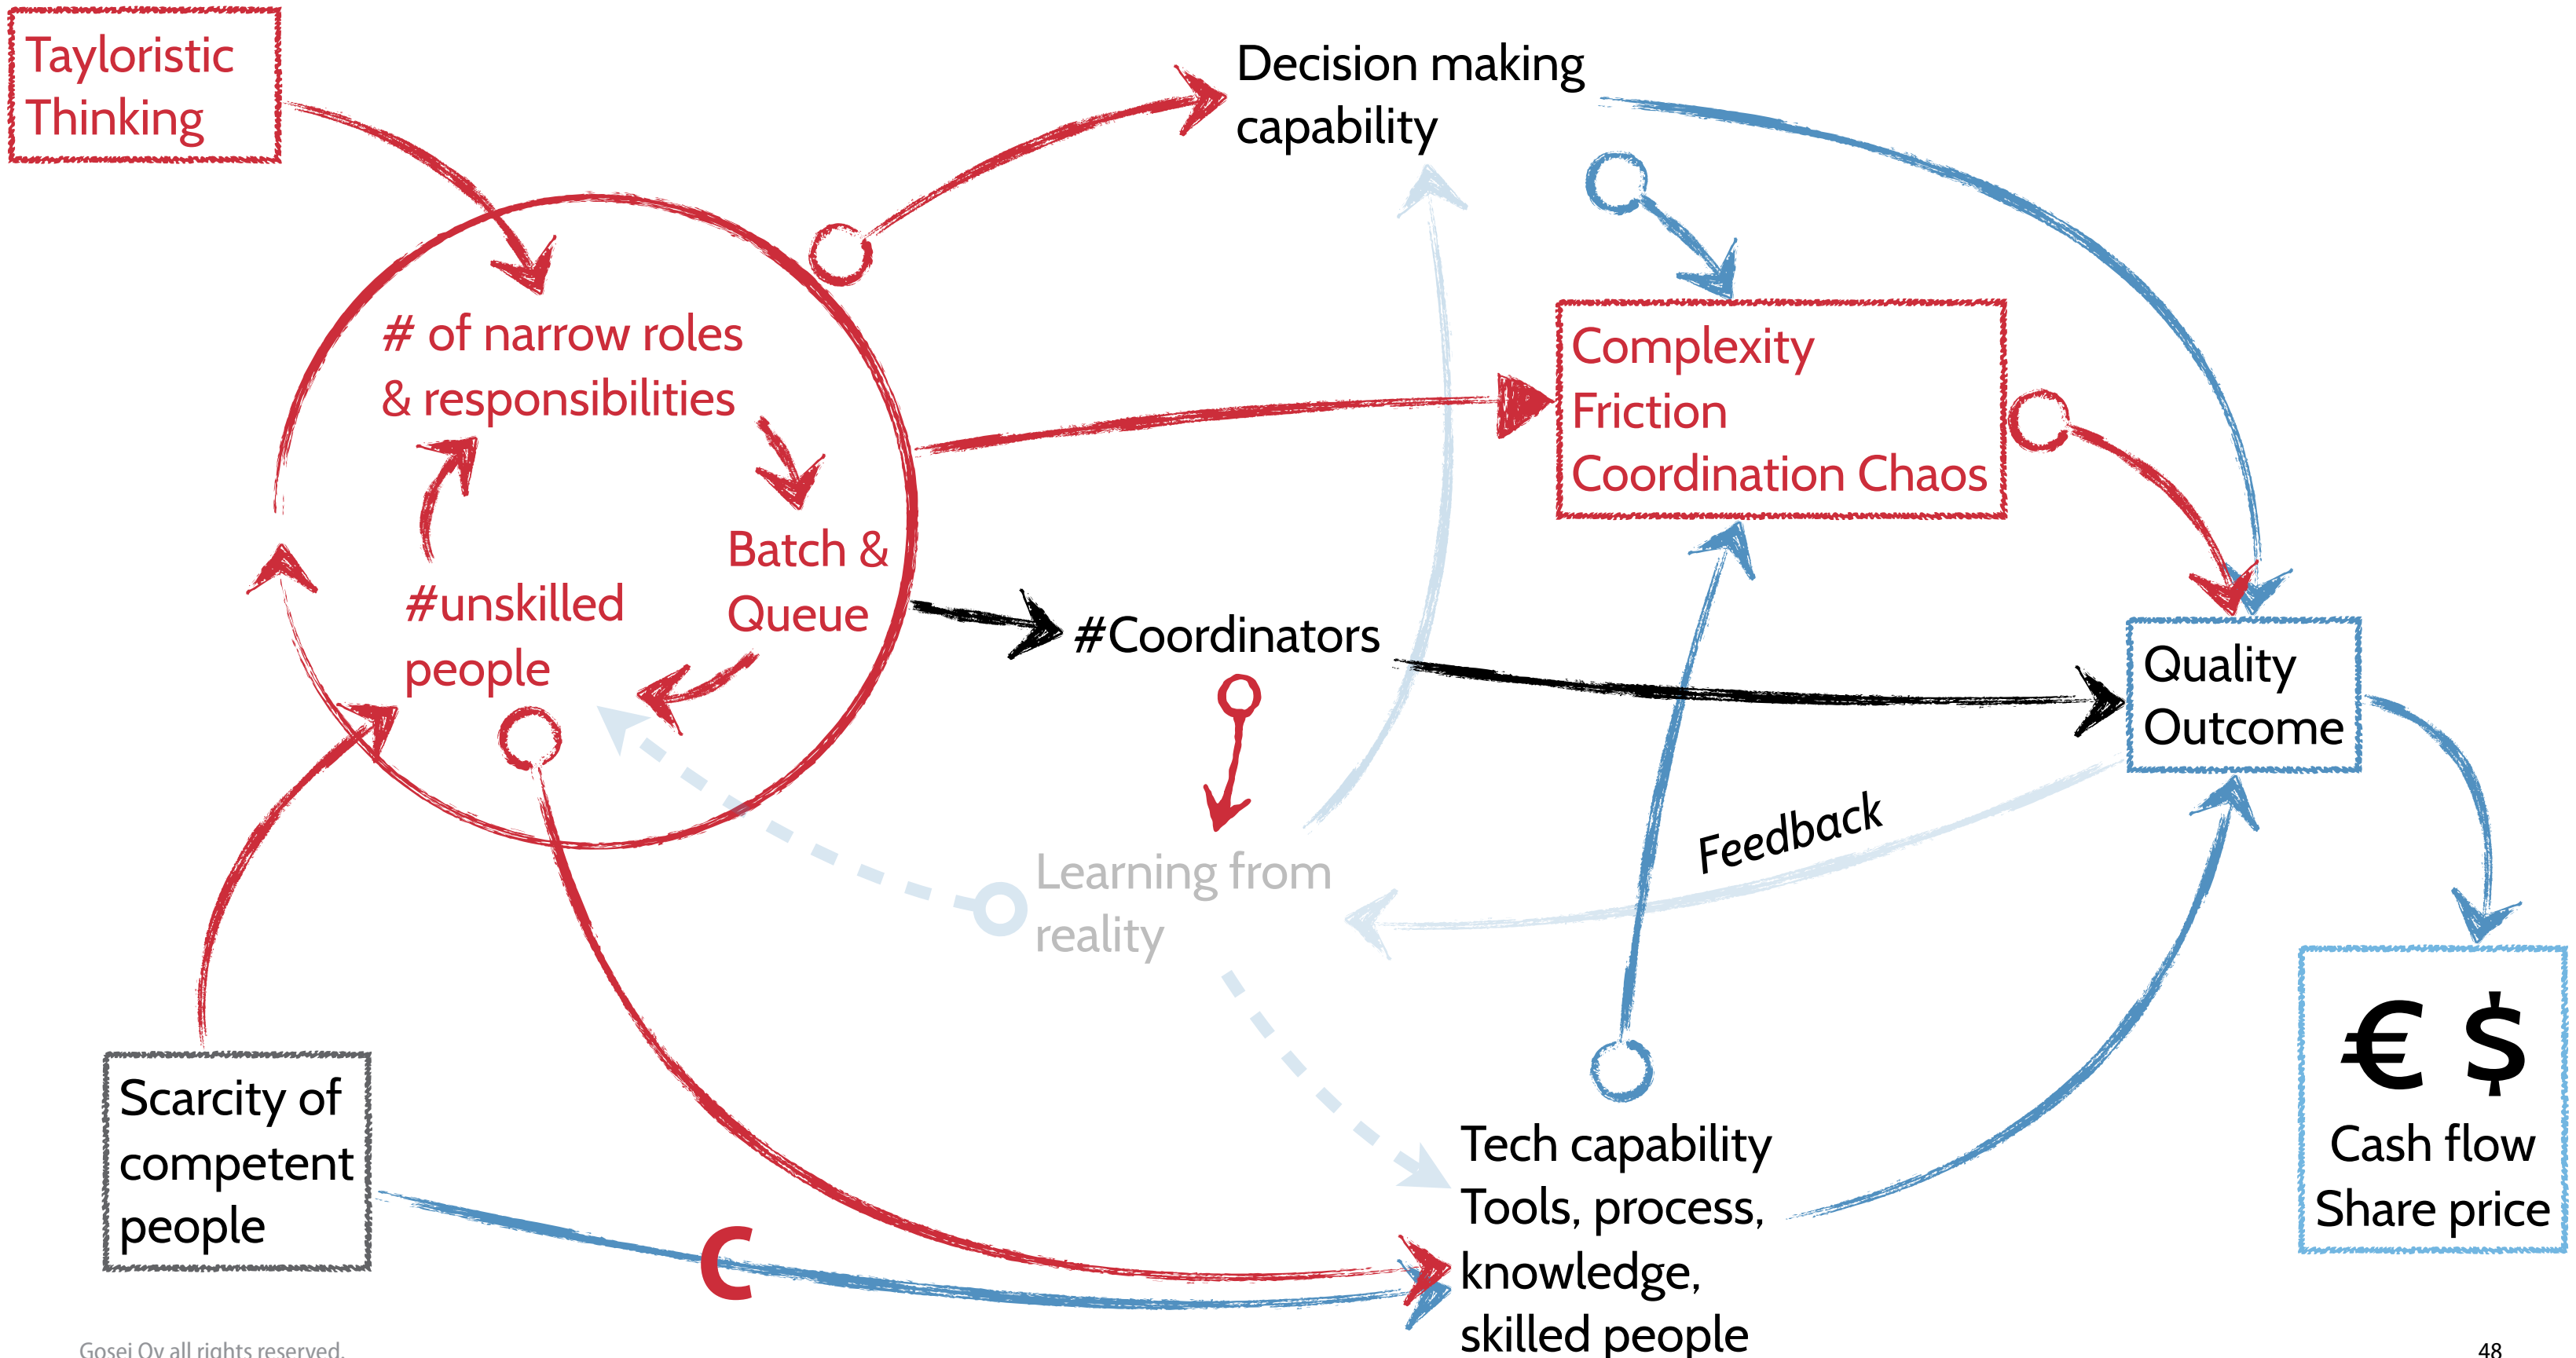 Tayloristic
Thinking
Decision making
capability
# of narrow roles
& responsibilities
Batch &
Queue
#unskilled
people
Complexity
Friction
Coordination Chaos
#Coordinators
Quality
Outcome
Feedback
Learning from
reality
Scarcity of
competent
people
C
Tech capability
Tools, process,
knowledge,
skilled people
€ $
Cash flow
Share price
Gosei Oy all rights reserved.
48